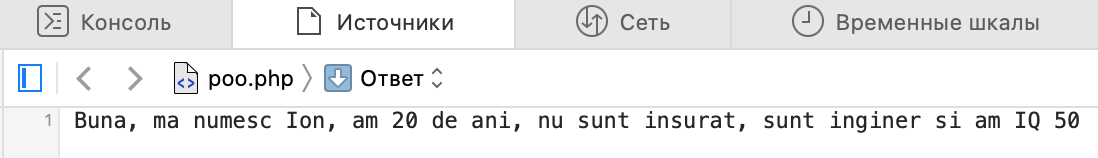 Консоль
Источники
Сеть
Временные шкалы
poo.php
Ответ
1 Buna, ma numesc Ion, am 20 de ani, nu sunt insurat, sunt inginer si am IQ 50